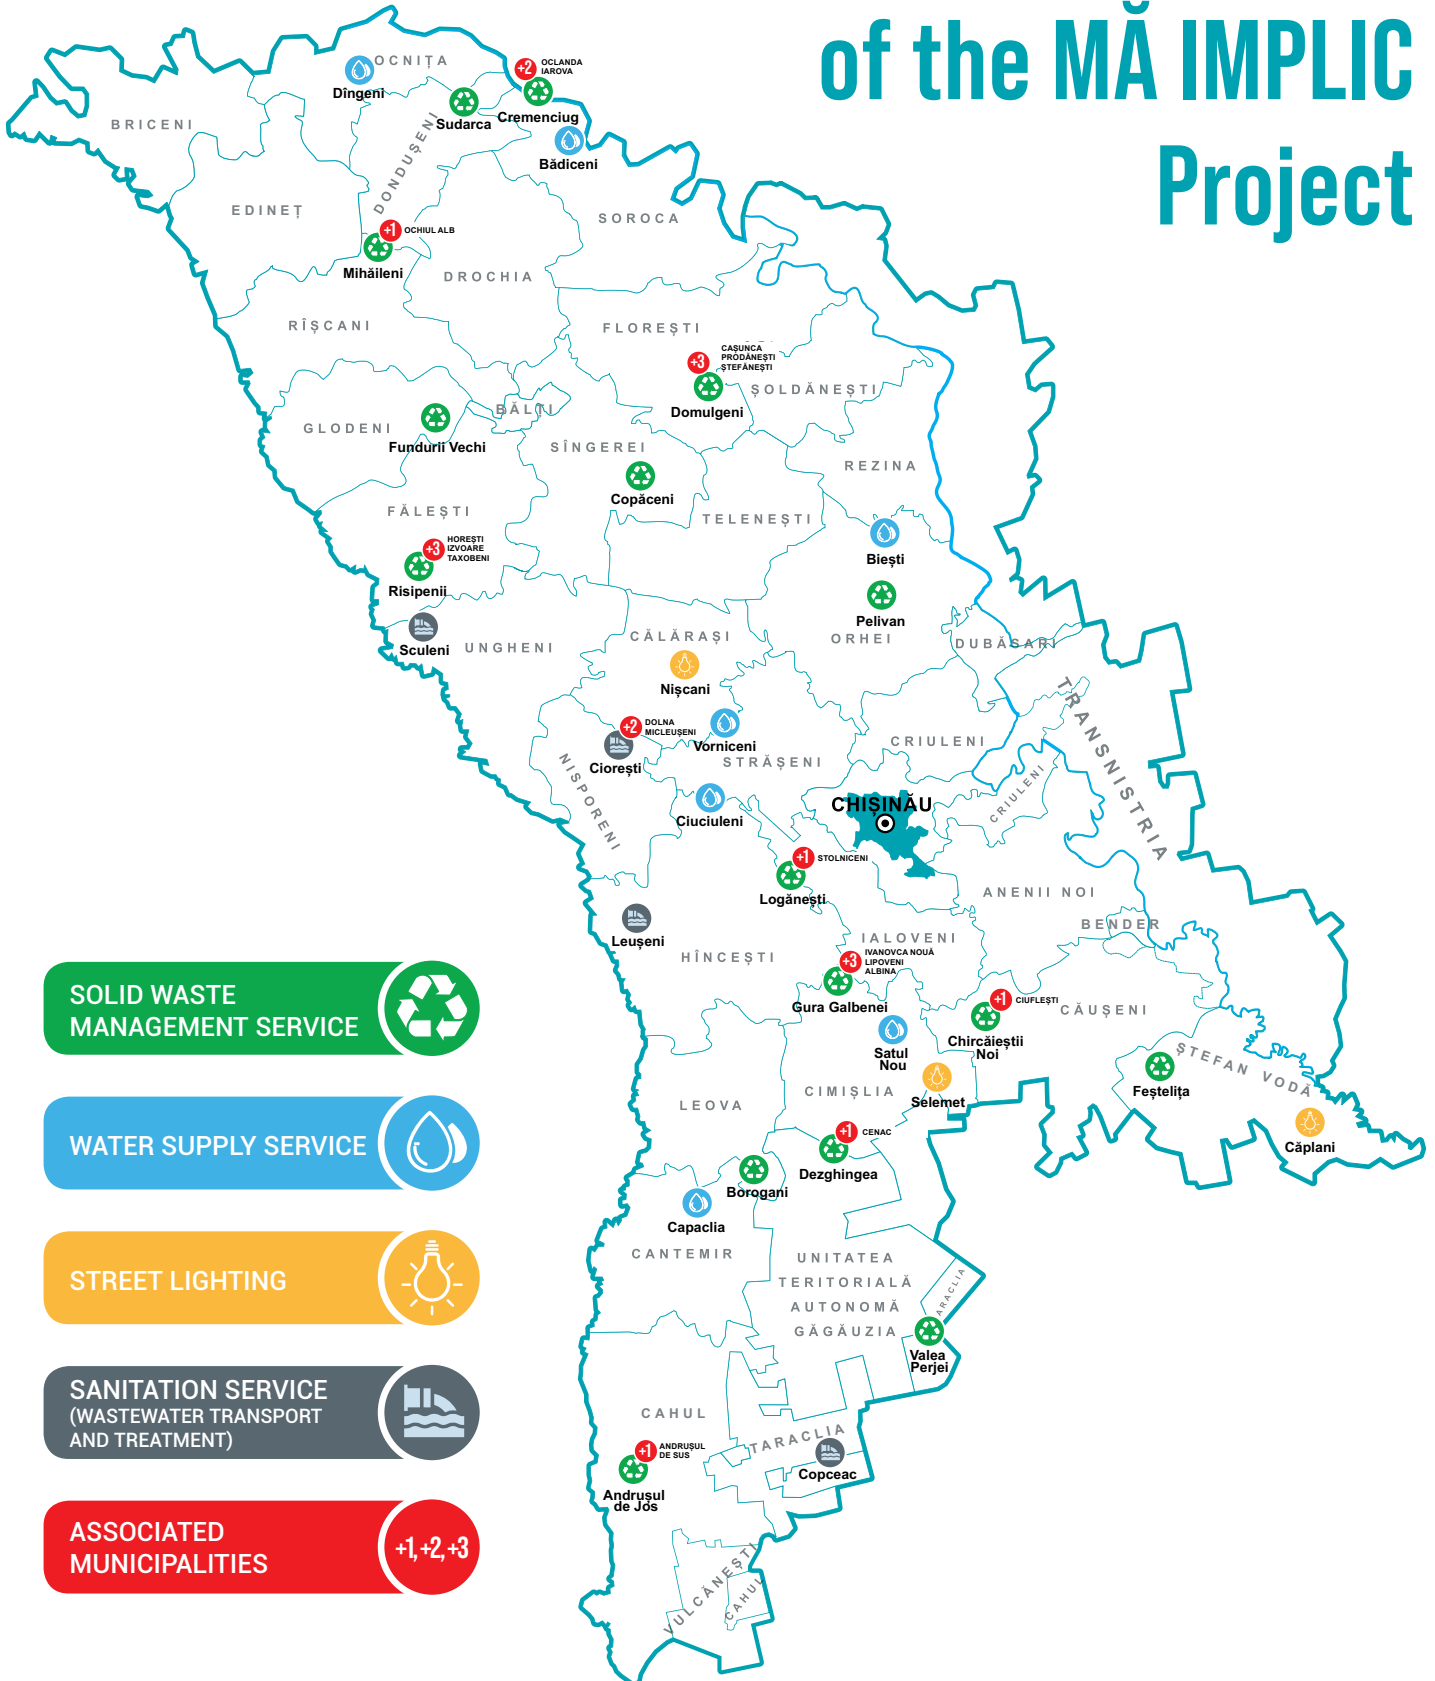 of the MĂ IMPLIC
Project
OCNIȚA
Dîngeni
+2
OCLANDA
IAROVA
BRICENI
Sudarca
Cremenciug
DONDUȘENI
Bădiceni
EDINEȚ
SOROCA
+1
OCHIUL ALB
Mihăileni
DROCHIA
RÎȘCANI
FLOREȘTI
+3
CAȘUNCA
PRODĂNEȘTI
ȘTEFĂNEȘTI
ȘOLDĂNEȘTI
Domulgeni
BĂLȚI
GLODENI
Fundurii Vechi
SÎNGEREI
REZINA
Copăceni
FĂLEȘTI
TELENEȘTI
+3
HOREȘTI
IZVOARE
TAXOBENI
Biești
Risipenii
Pelivan
ORHEI
CĂLĂRAȘI
DUBĂSARI
Sculeni
UNGHENI
Nișcani
TRANSNISTRIA
+2
DOLNA
MICLEUȘENI
Vorniceni
CRIULENI
STRĂȘENI
Ciorești
NISPORENI
CRIULENI
CHIȘINĂU
Ciuciuleni
+1
STOLNICENI
Logănești
ANENII NOI
BENDER
Leușeni
IALOVENI
HÎNCEȘTI
+3
IVANOVCA NOUĂ
LIPOVENI
ALBINA
Gura Galbenei
+1
CIUFLEȘTI
CĂUȘENI
Chircăieștii
Noi
Satul
Nou
ȘTEFAN VODĂ
Feștelița
CIMIȘLIA
Selemet
LEOVA
+1
CENAC
Căplani
Dezghingea
Borogani
Capaclia
CANTEMIR
UNITATEA
TERITORIALĂ
AUTONOMĂ
GĂGĂUZIA
ARACLIA
Valea
Perjei
CAHUL
TARACLIA
+1
ANDRUȘUL
DE SUS
Copceac
Andrușul
de Jos
VULCĂNEȘTI
CAHUL
SOLID WASTE
MANAGEMENT SERVICE
WATER SUPPLY SERVICE
STREET LIGHTING
SANITATION SERVICE
(WASTEWATER TRANSPORT
AND TREATMENT)
ASSOCIATED
MUNICIPALITIES
+1,+2,+3